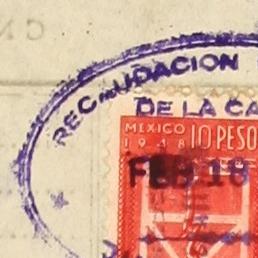 RECAUDACION
DE LA CA
MEXICO 10 PESO
1948
FEB 18